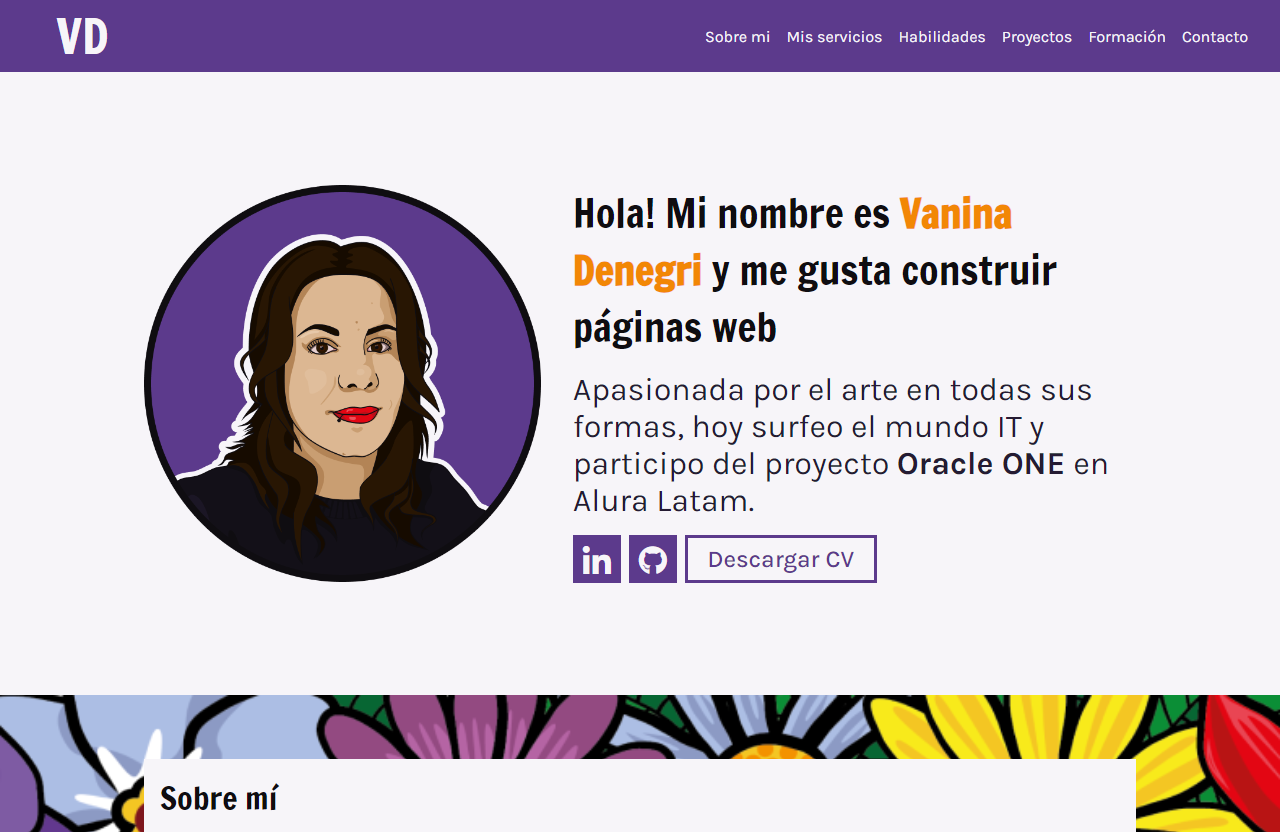 VD
Sobre mi Mis servicios Habilidades Proyectos Formación Contacto
Hola! Mi nombre es Vanina
Denegri y me gusta construir
páginas web
Apasionada por el arte en todas sus
formas, hoy surfeo el mundo IT y
participo del proyecto Oracle ONE en
Alura Latam.
in
Descargar CV
Sobre mí